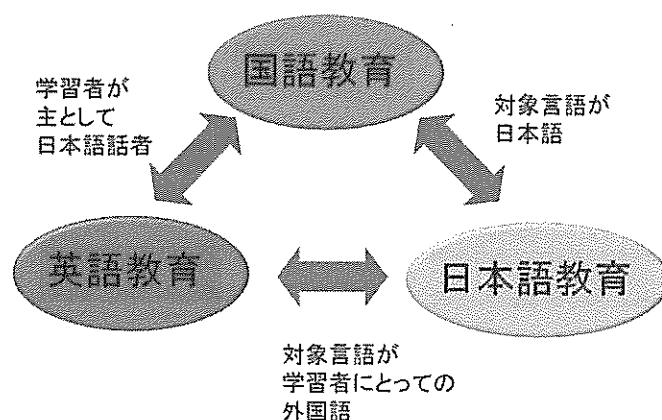 国語教育
学習者が
主として
日本語話者
対象言語が
日本語
英語教育
日本語教育
対象言語が
学習者にとっての
外国語